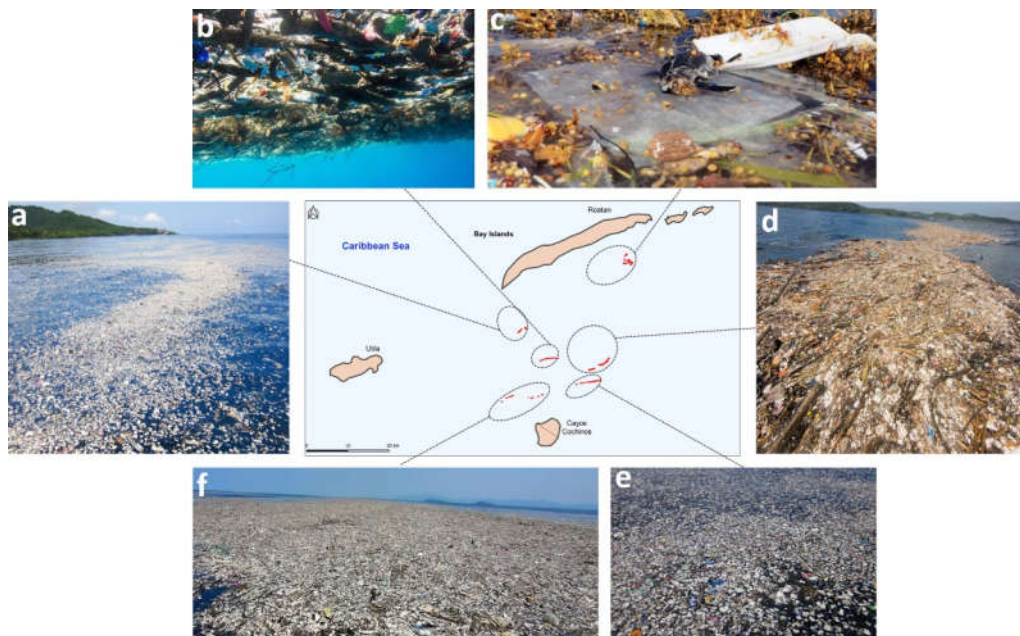 b
c
a
Caribbean Sea
Bay Islands
Roatan
d
Utila
Cayos
Cochinos
f
e